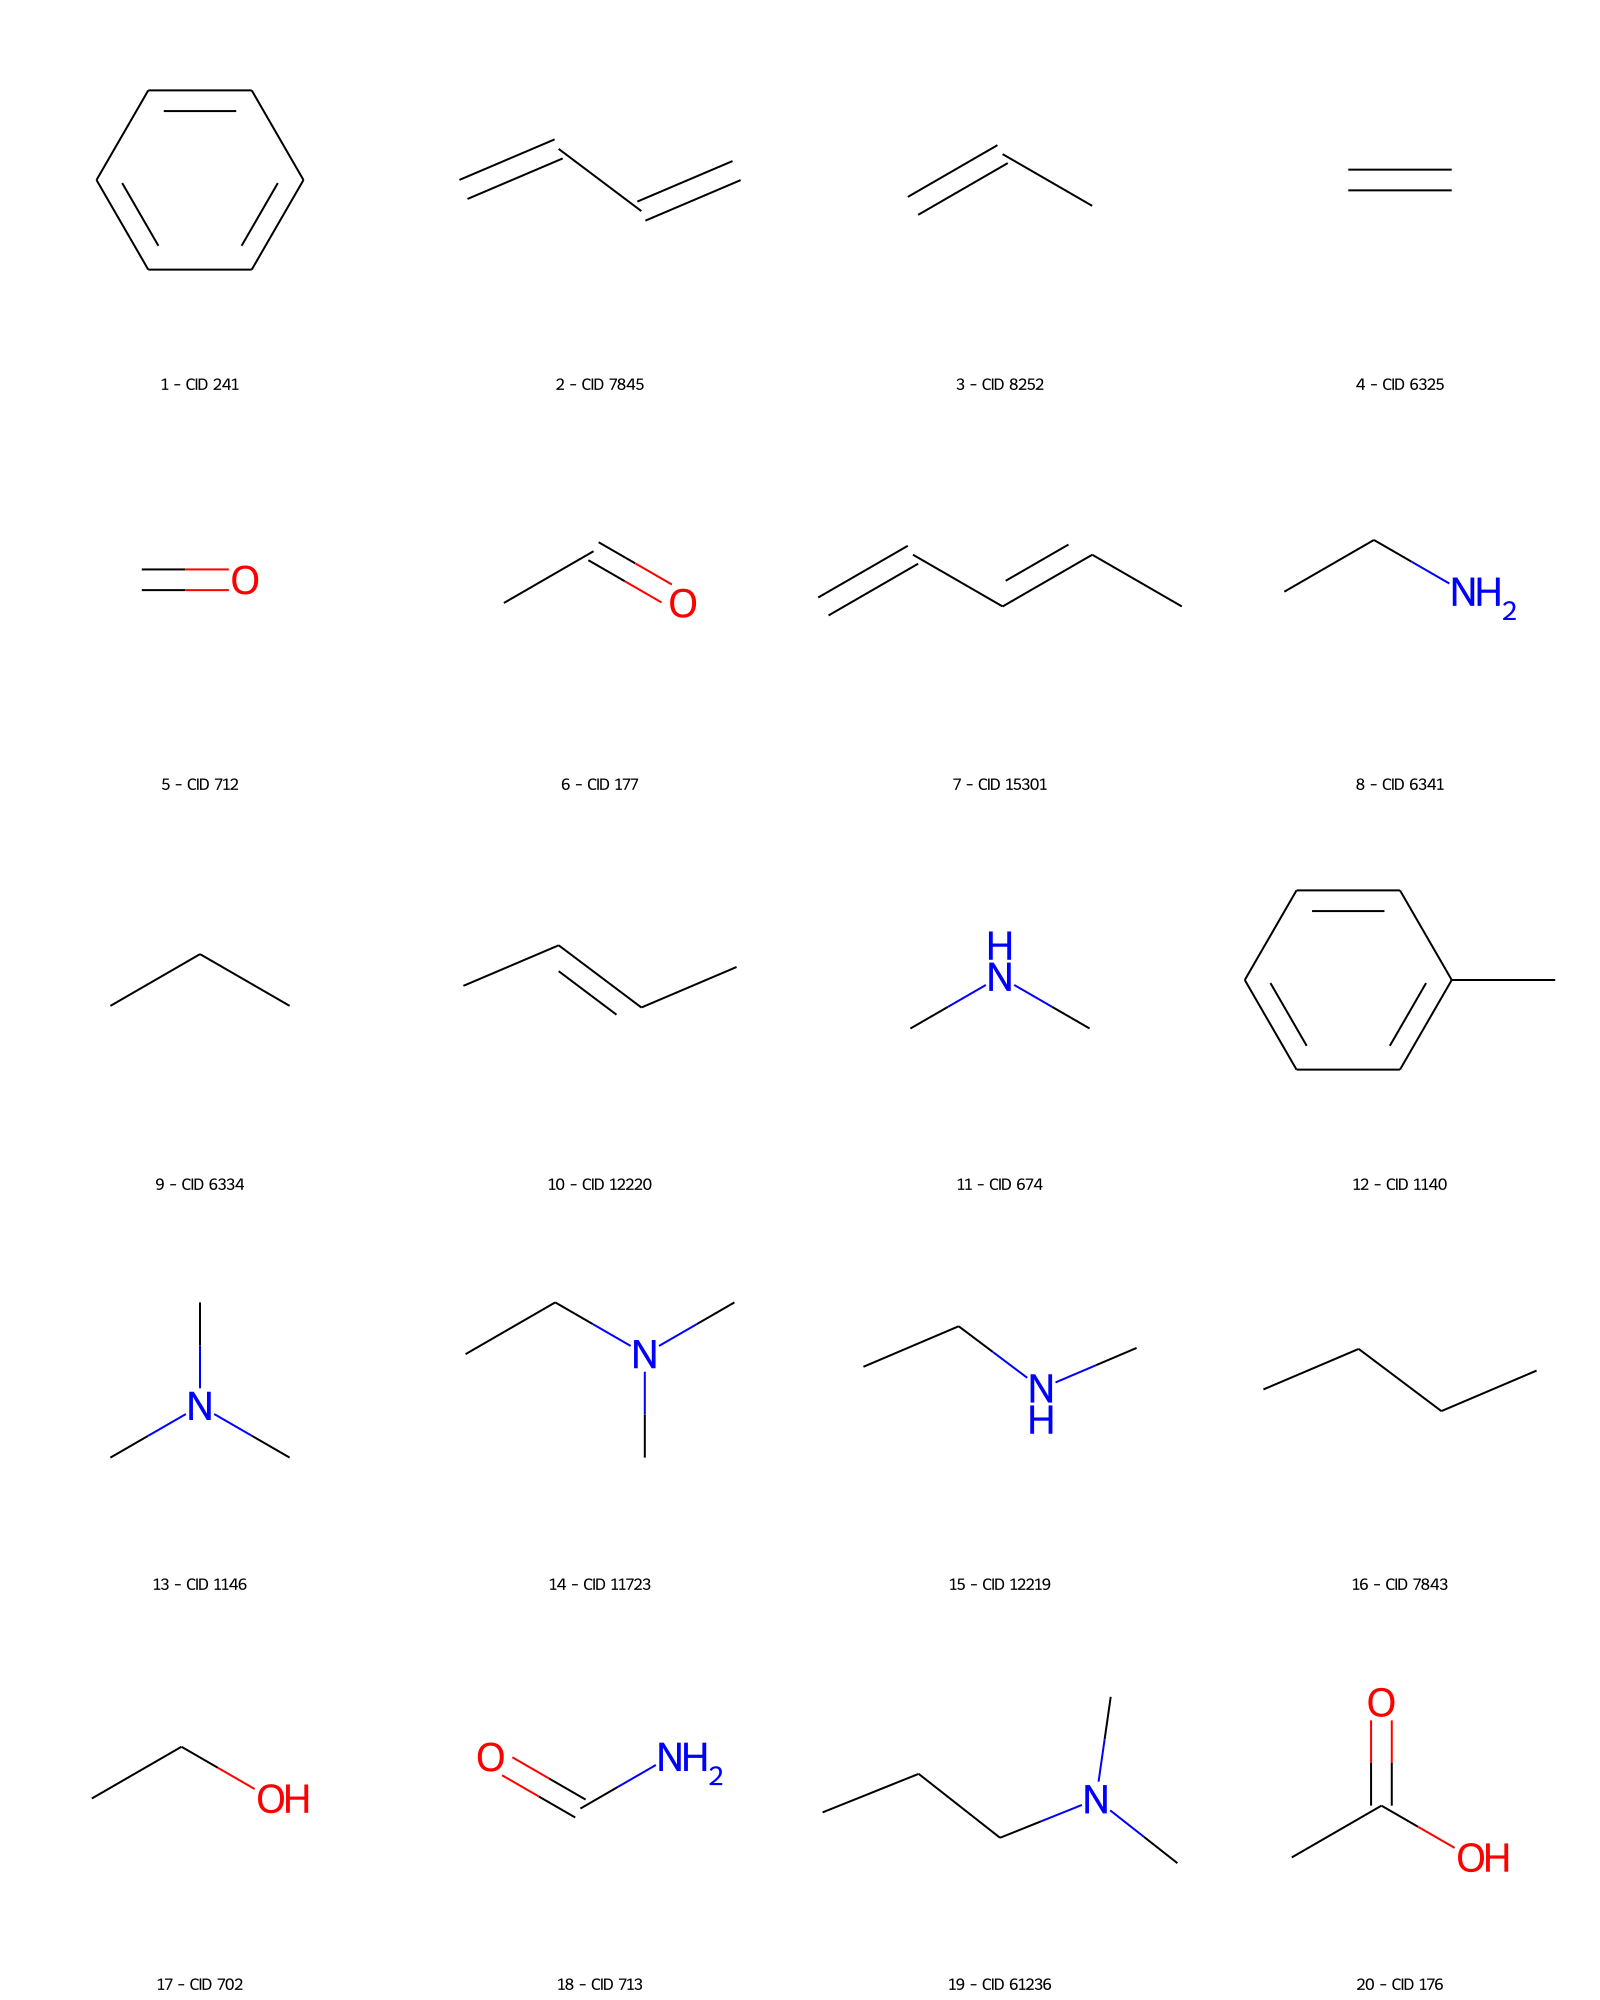 1 - CID 241
2 - CID 7845
3 - CID 8252
4 - CID 6325
O
O
NH2
5 - CID 712
6 - CID 177
7 - CID 15301
8 - CID 6341
H
N
9 - CID 6334
10 - CID 12220
11 - CID 674
12 - CID 1140
N
N
N
H
13 - CID 1146
14 - CID 11723
15 - CID 12219
16 - CID 7843
OH
O
NH2
N
O
OH
17 - CID 702
18 - CID 713
19 - CID 61236
20 - CID 176